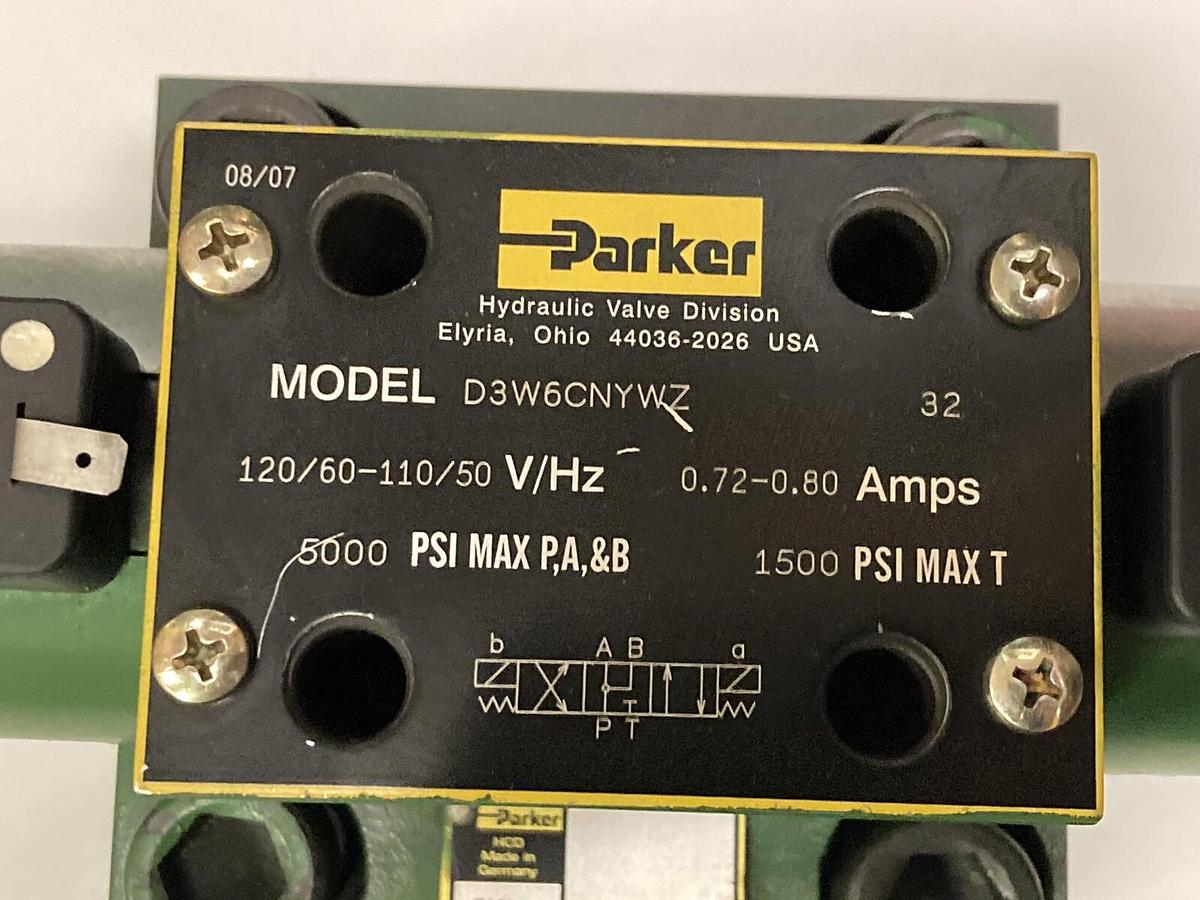 08/07
Parker
Hydraulic Valve Division
Elyria, Ohio 44036-2026 USA
MODEL D3W6CNYWZ 32
120/60-110/50 V/Hz 0.72-0.80 Amps
5000 PSI MAX P,A,&B 1500 PSI MAX T
b A B a
P T
Parker
HCD
Made in
Germany